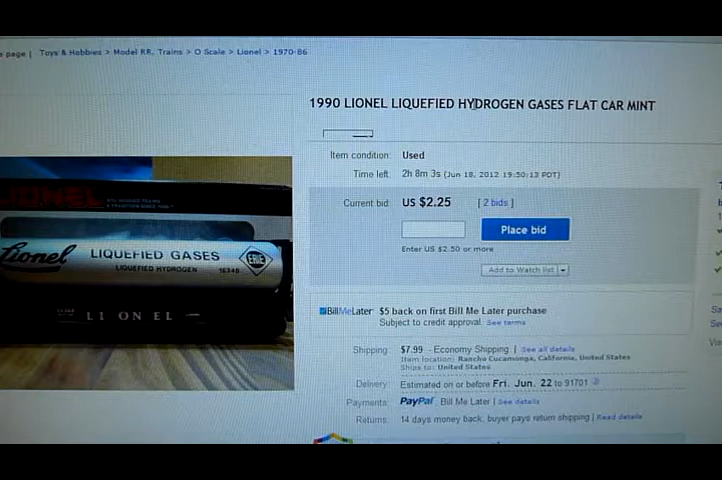 e page | Toys & Hobbies > Model RR, Trains > O Scale > Lionel > 1970-86
1990 LIONEL LIQUEFIED HYDROGEN GASES FLAT CAR MINT
Item condition: Used
Time left: 2h 8m 3s (Jun 18, 2012 19:50:13 PDT)
Current bid: US $2.25 [ 2 bids ]
Place bid
Enter US $2.50 or more
Add to Watch list
LIONEL
Lionel LIQUEFIED GASES ERIE
LIQUEFIED HYDROGEN
LIONEL
BillMeLater $5 back on first Bill Me Later purchase
Subject to credit approval. See terms
Shipping: $7.99 - Economy Shipping | See all details
Item location: Rancho Cucamonga, California, United States
Ships to: United States
Delivery: Estimated on or before Fri. Jun. 22 to 91701
Payments: PayPal, Bill Me Later | See details
Returns: 14 days money back, buyer pays return shipping | Read details